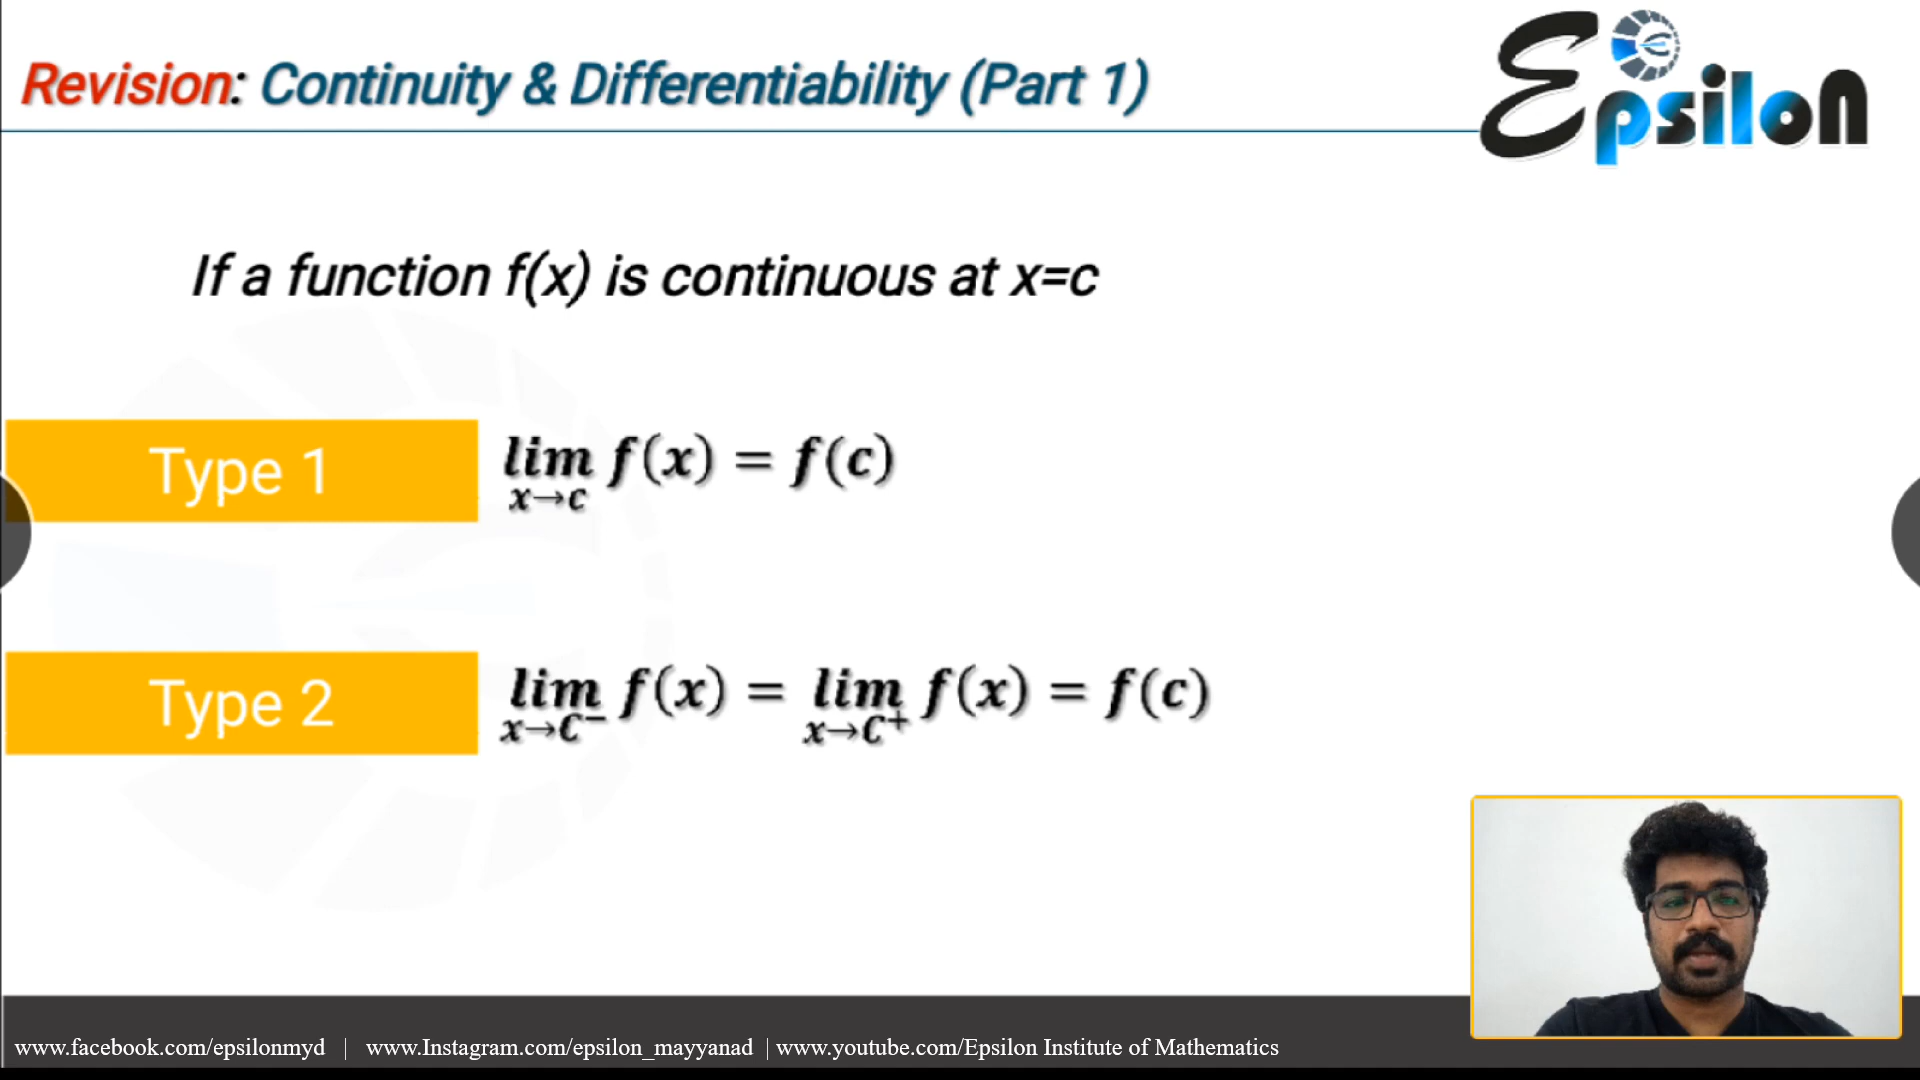 Revision: Continuity & Differentiability (Part 1)
Epsilon
If a function f(x) is continuous at x=c
Type 1
lim f(x) = f(c)
x→c
Type 2
lim f(x) = lim f(x) = f(c)
x→C⁻ x→C⁺
www.facebook.com/epsilonmyd | www.Instagram.com/epsilon_mayyanad | www.youtube.com/Epsilon Institute of Mathematics